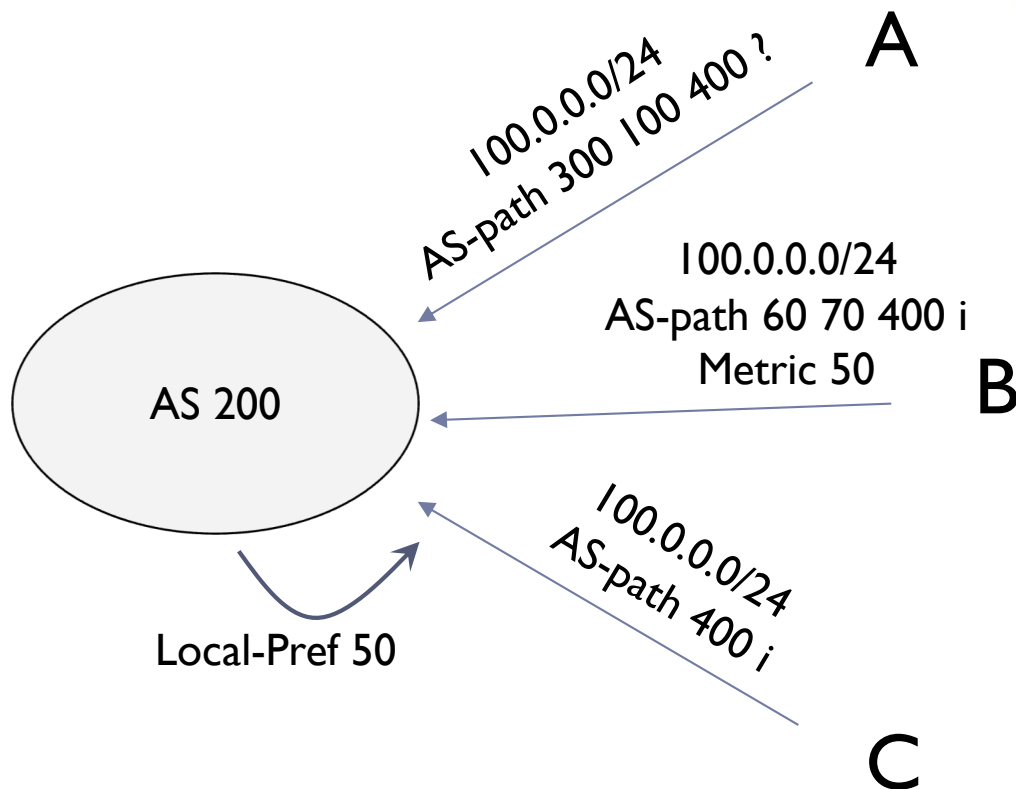 A
100.0.0.0/24
AS-path 300 100 400 ?
100.0.0.0/24
AS-path 60 70 400 i
Metric 50
B
AS 200
100.0.0.0/24
AS-path 400 i
Local-Pref 50
C